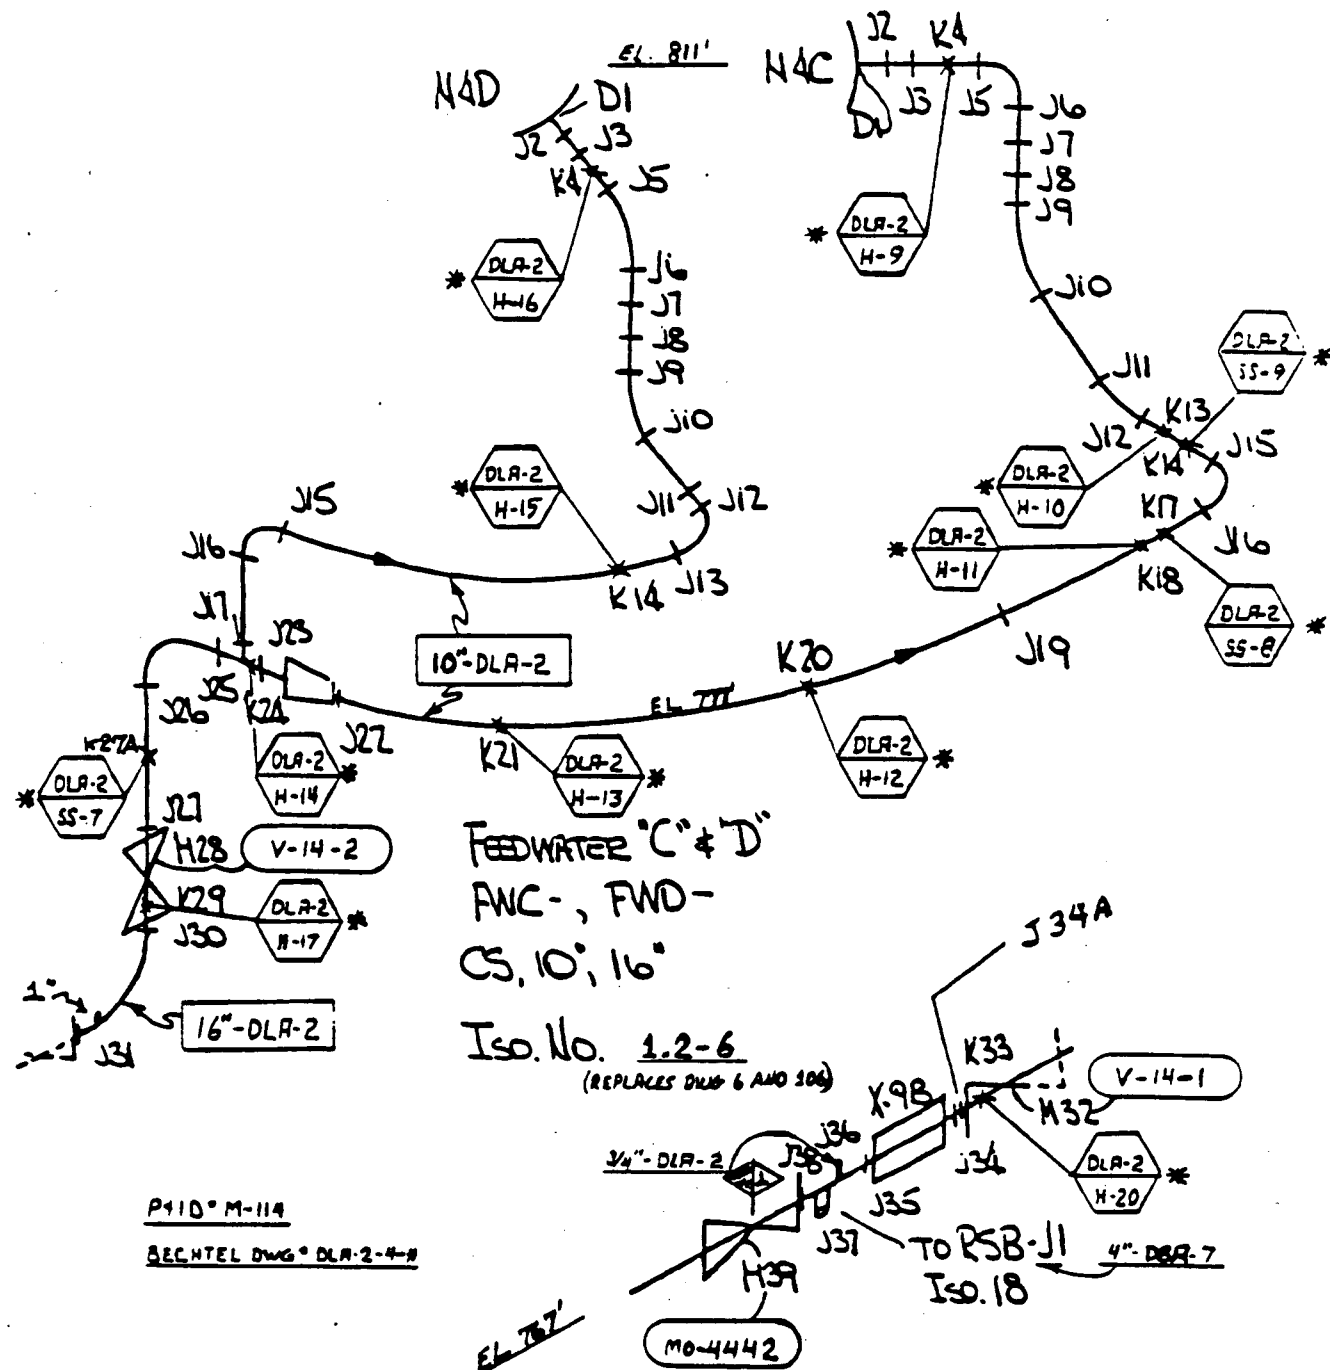 EL. 811'
N4D
D1
J2
J3
K4
J5
DLA-2
H-16
J6
J7
J8
J9
J10
J11
J12
J13
K14
DLA-2
H-15
J15
J16
J17
10"-DLA-2
N4C
J2
K4
J3
J5
J6
J7
J8
J9
DLA-2
H-9
J10
J11
J12
K13
K14
J15
DLA-2
SS-9
DLA-2
H-10
K17
J16
DLA-2
H-11
K18
DLA-2
SS-8
J19
K20
DLA-2
H-12
EL 777'
K21
DLA-2
H-13
J22
J23
K24
DLA-2
H-14
J25
J26
K27A
DLA-2
SS-7
J27
H28
V-14-2
K29
DLA-2
H-17
J30
1"
J31
16"-DLA-2
FEEDWATER "C" & "D"
FWC-, FWD-
CS, 10", 16"
Iso. No. 1.2-6
(REPLACES DWG 6 AND 106)
J34A
K33
V-14-1
M32
X-9B
J34
DLA-2
H-20
J36
J35
J38
3/4"-DLA-2
J37
TO RSB-J1
Iso. 18
4"-DBA-7
H39
MO-4442
EL 767'
P&ID# M-114
BECHTEL DWG# DLA-2-4-H